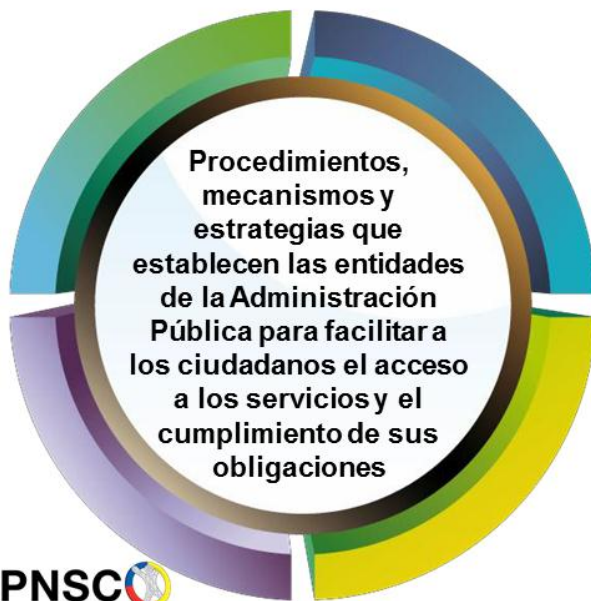 Procedimientos,
mecanismos y
estrategias que
establecen las entidades
de la Administración
Pública para facilitar a
los ciudadanos el acceso
a los servicios y el
cumplimiento de sus
obligaciones
PNSC